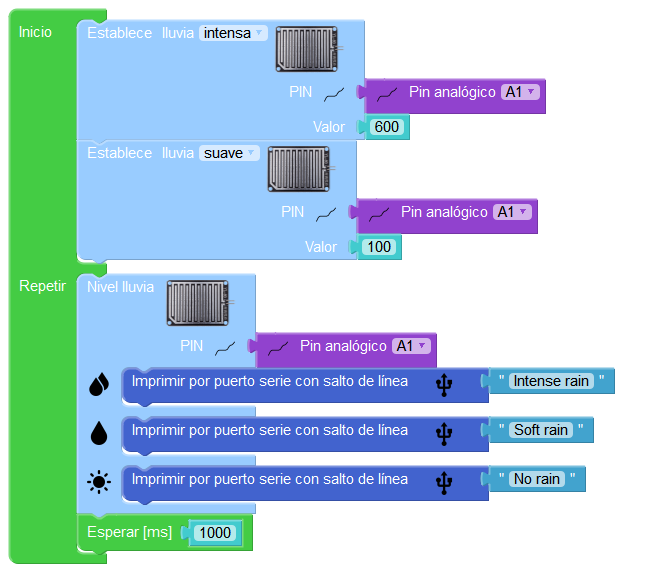 Inicio
Establece lluvia intensa
PIN Pin analógico A1
Valor 600
Establece lluvia suave
PIN Pin analógico A1
Valor 100
Repetir
Nivel lluvia
PIN Pin analógico A1
Imprimir por puerto serie con salto de línea " Intense rain "
Imprimir por puerto serie con salto de línea " Soft rain "
Imprimir por puerto serie con salto de línea " No rain "
Esperar [ms] 1000